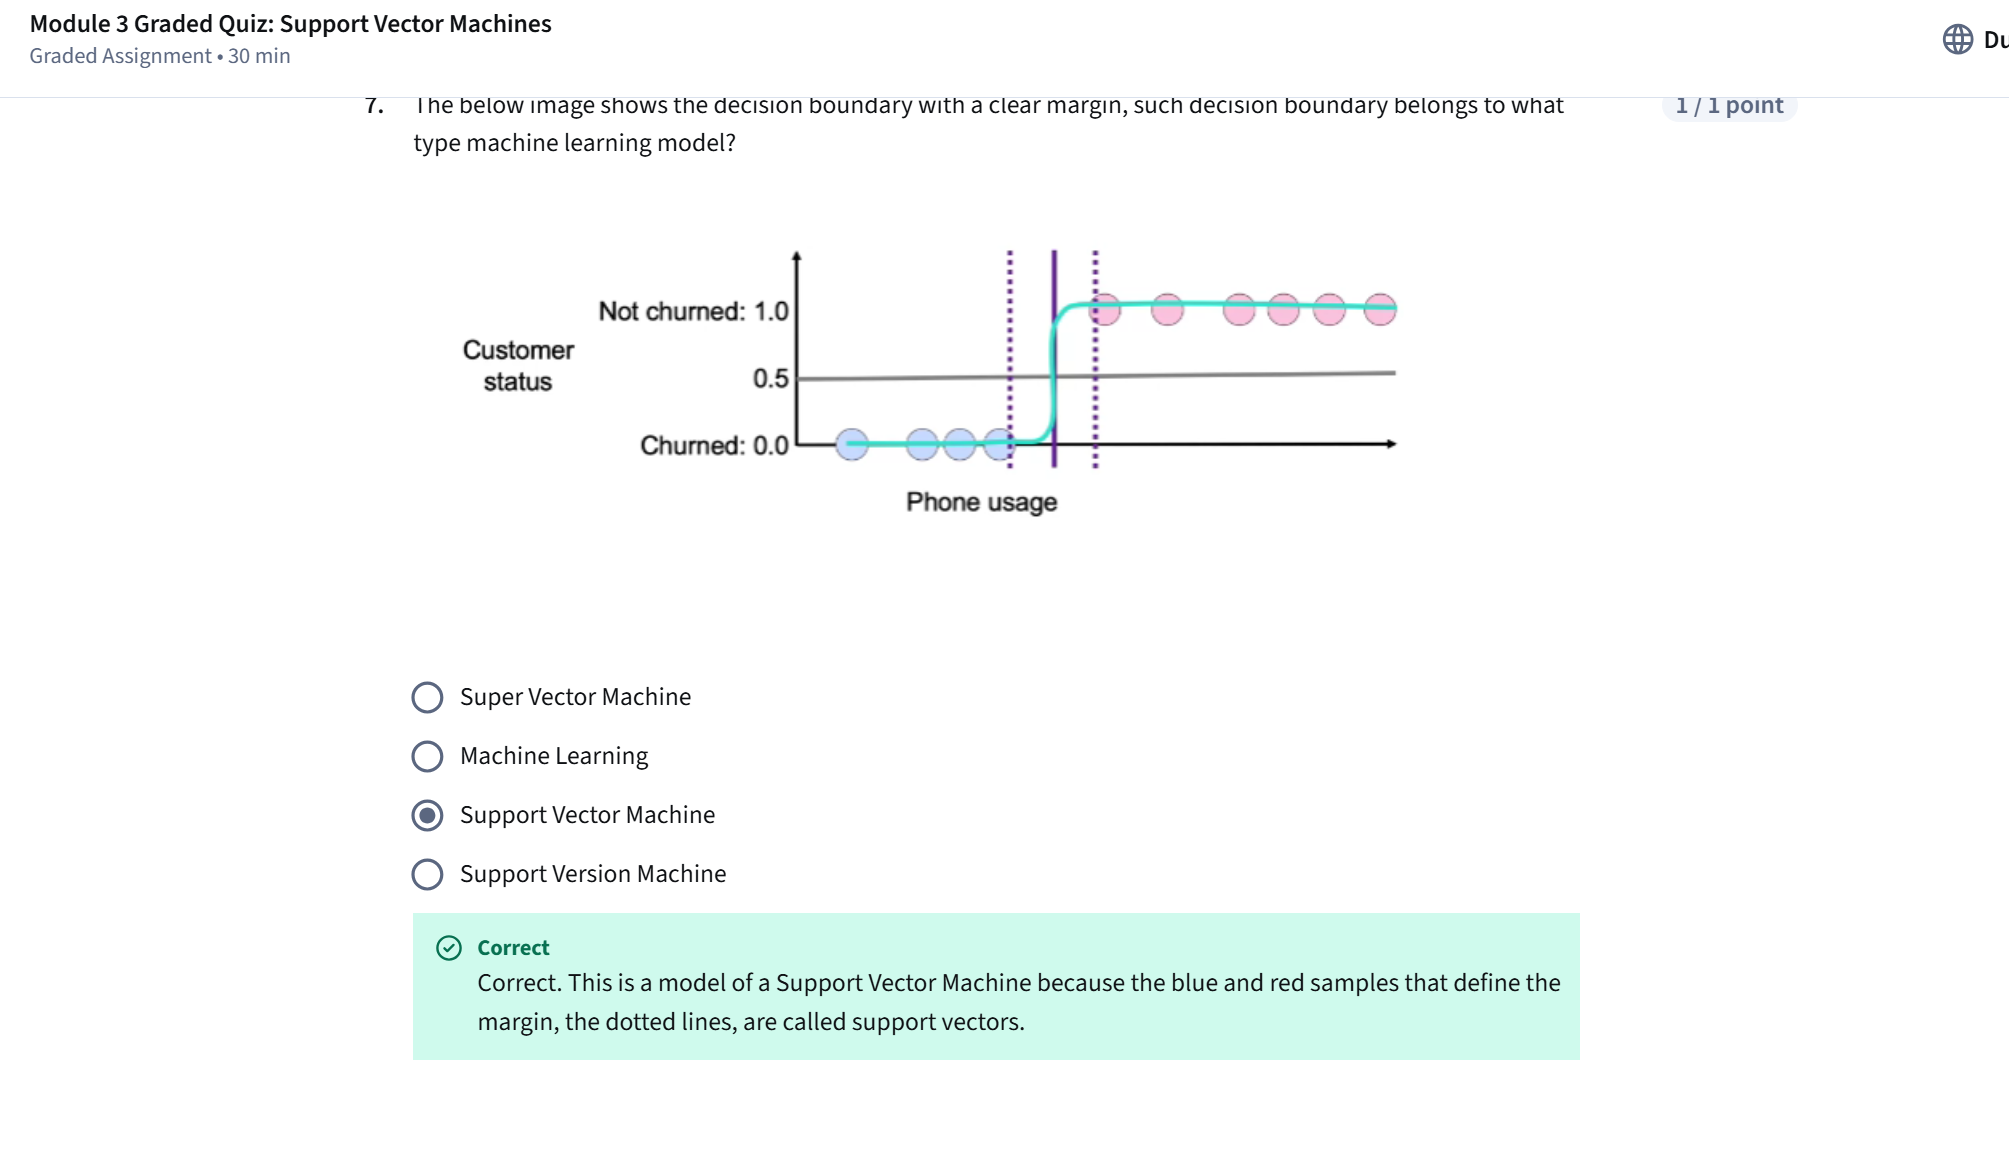 Module 3 Graded Quiz: Support Vector Machines
Graded Assignment • 30 min
Du
7. The below image shows the decision boundary with a clear margin, such decision boundary belongs to what
type machine learning model?
1 / 1 point
Not churned: 1.0
Customer
status
0.5
Churned: 0.0
Phone usage
Super Vector Machine
Machine Learning
Support Vector Machine
Support Version Machine
Correct
Correct. This is a model of a Support Vector Machine because the blue and red samples that define the
margin, the dotted lines, are called support vectors.